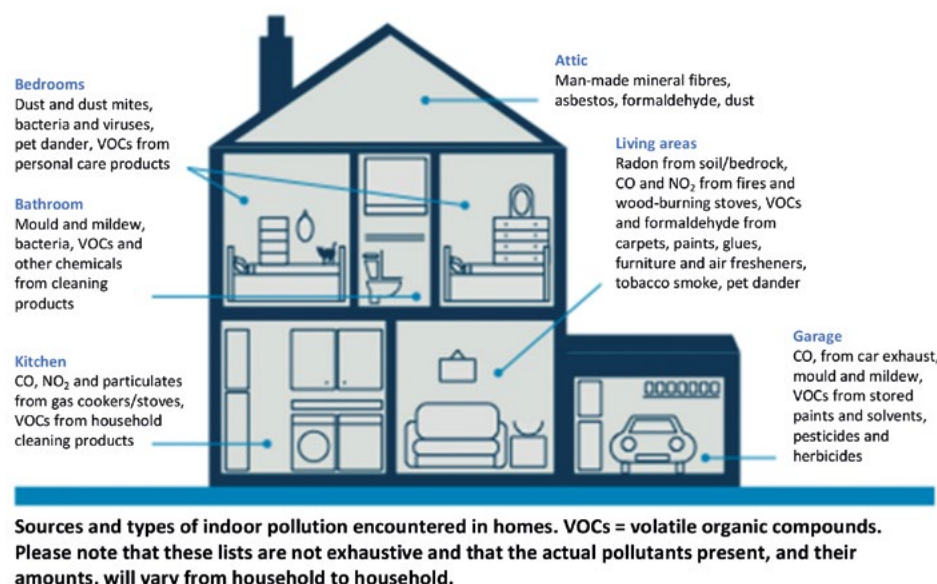 Bedrooms
Dust and dust mites,
bacteria and viruses,
pet dander, VOCs from
personal care products
Bathroom
Mould and mildew,
bacteria, VOCs and
other chemicals
from cleaning
products
Kitchen
CO, NO₂ and particulates
from gas cookers/stoves,
VOCs from household
cleaning products
Attic
Man-made mineral fibres,
asbestos, formaldehyde, dust
Living areas
Radon from soil/bedrock,
CO and NO₂ from fires and
wood-burning stoves, VOCs
and formaldehyde from
carpets, paints, glues,
furniture and air fresheners,
tobacco smoke, pet dander
Garage
CO, from car exhaust,
mould and mildew,
VOCs from stored
paints and solvents,
pesticides and
herbicides
Sources and types of indoor pollution encountered in homes. VOCs = volatile organic compounds.
Please note that these lists are not exhaustive and that the actual pollutants present, and their
amounts, will vary from household to household.